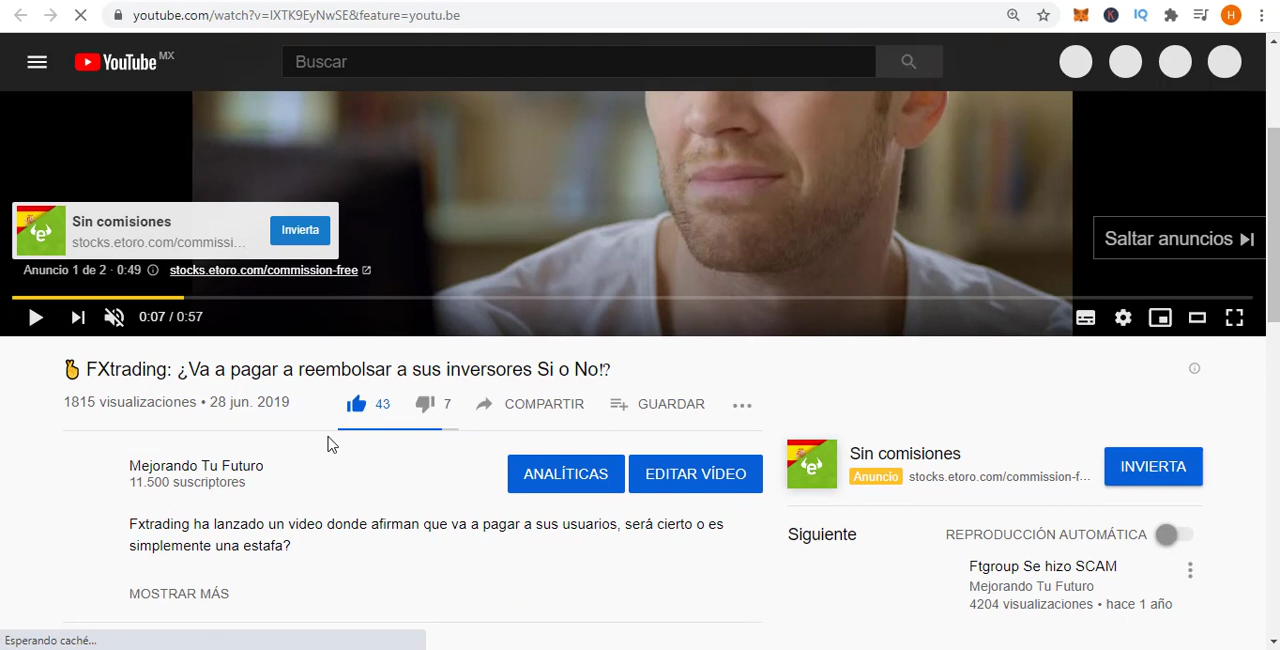 youtube.com/watch?v=IXTK9EyNwSE&feature=youtu.be
IQ
H
YouTube MX
Buscar
Sin comisiones
stocks.etoro.com/commissi...
Invierta
Saltar anuncios
Anuncio 1 de 2 · 0:49
stocks.etoro.com/commission-free
0:07 / 0:57
FXtrading: ¿Va a pagar a reembolsar a sus inversores Si o No⁉
1815 visualizaciones • 28 jun. 2019
43
7
COMPARTIR
GUARDAR
Mejorando Tu Futuro
11.500 suscriptores
ANALÍTICAS
EDITAR VÍDEO
Fxtrading ha lanzado un video donde afirman que va a pagar a sus usuarios, será cierto o es
simplemente una estafa?
MOSTRAR MÁS
Sin comisiones
Anuncio stocks.etoro.com/commission-f...
INVIERTA
Siguiente
REPRODUCCIÓN AUTOMÁTICA
Ftgroup Se hizo SCAM
Mejorando Tu Futuro
4204 visualizaciones • hace 1 año
Esperando caché...